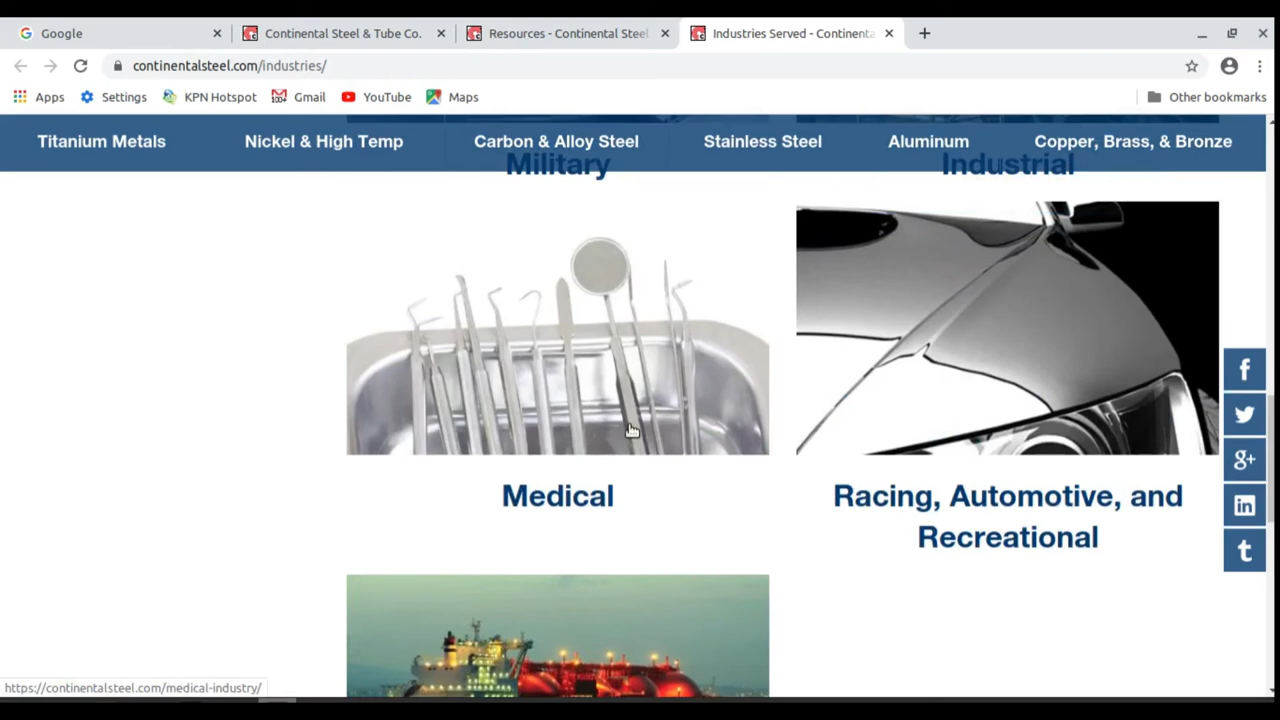 Google
Continental Steel & Tube Co.
Resources - Continental Steel
Industries Served - Continenta
continentalsteel.com/industries/
Apps
Settings
KPN Hotspot
100+
Gmail
YouTube
Maps
Other bookmarks
Titanium Metals
Nickel & High Temp
Carbon & Alloy Steel
Stainless Steel
Aluminum
Copper, Brass, & Bronze
Military
Industrial
Medical
Racing, Automotive, and
Recreational
f
g+
in
t
https://continentalsteel.com/medical-industry/